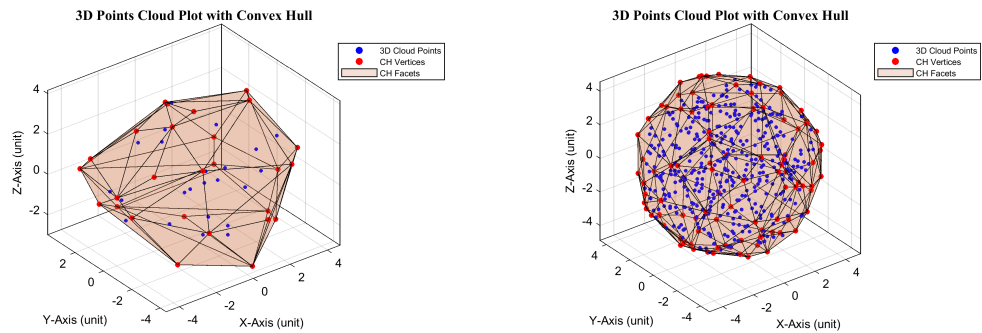 3D Points Cloud Plot with Convex Hull
3D Cloud Points
CH Vertices
CH Facets
4
2
0
-2
Z-Axis (unit)
2
0
-2
-4
Y-Axis (unit)
-4
-2
0
2
4
X-Axis (unit)
3D Points Cloud Plot with Convex Hull
3D Cloud Points
CH Vertices
CH Facets
4
2
0
-2
-4
Z-Axis (unit)
4
2
0
-2
-4
Y-Axis (unit)
-4
-2
0
2
4
X-Axis (unit)